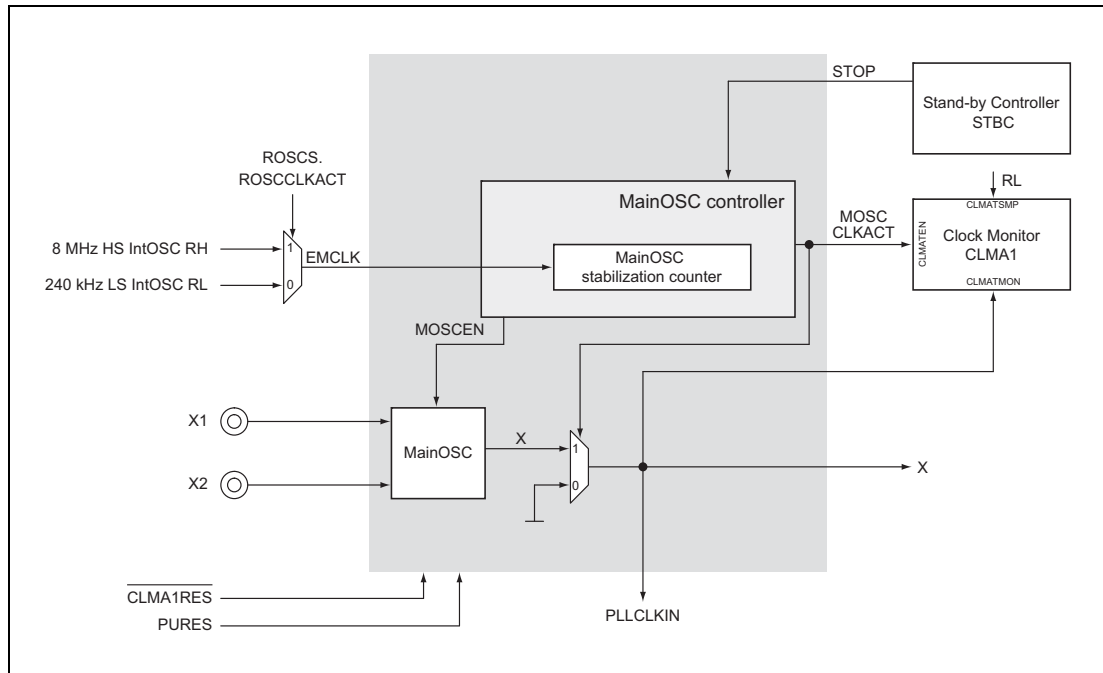 STOP
Stand-by Controller
STBC
ROSCS.
ROSCCLKACT
RL
MainOSC controller
MOSC
CLKACT
CLMATSMP
CLMATEN
Clock Monitor
CLMA1
CLMATMON
8 MHz HS IntOSC RH
1
EMCLK
MainOSC
stabilization counter
240 kHz LS IntOSC RL
0
MOSCEN
X1
MainOSC
X
1
X
X2
0
CLMA1RES
PURES
PLLCLKIN